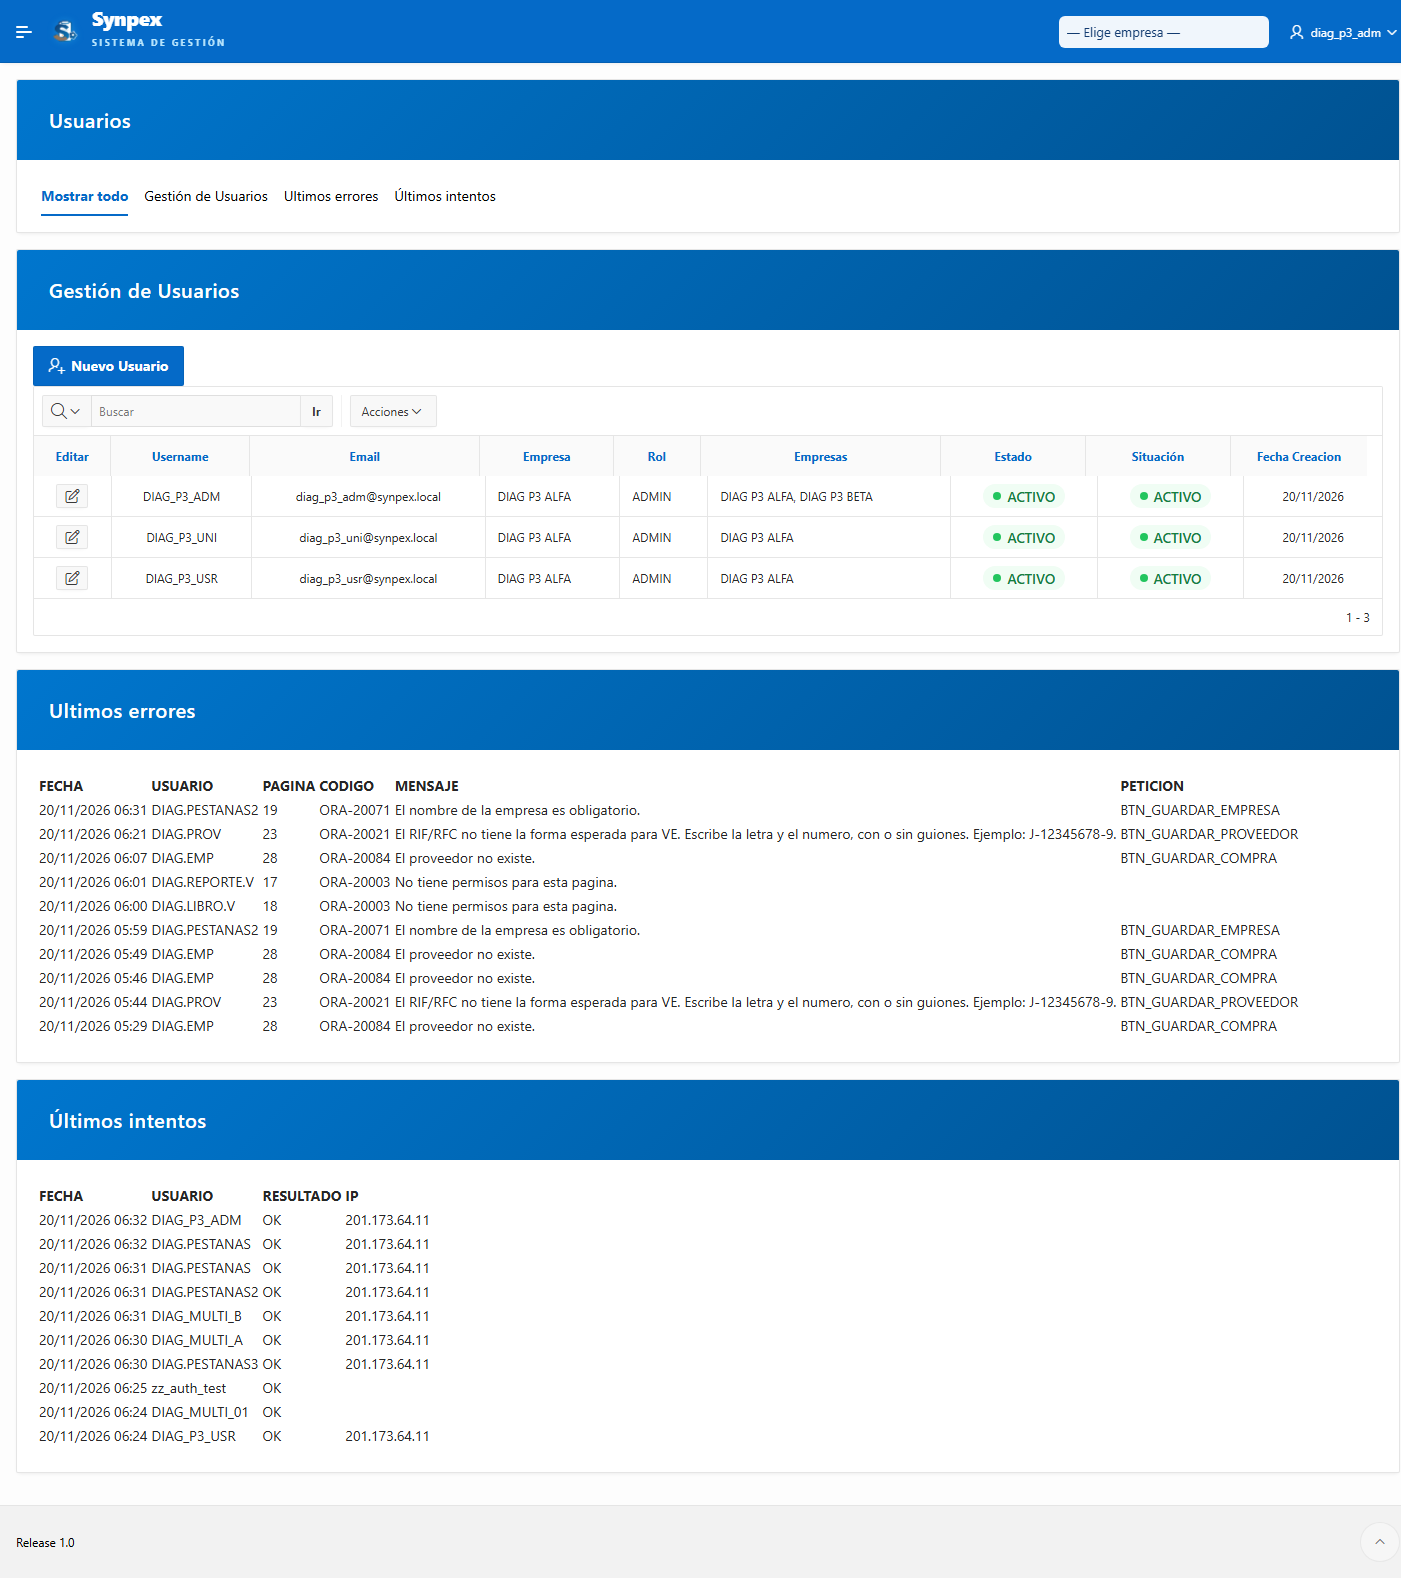 Synpex
SISTEMA DE GESTIÓN
— Elige empresa —
diag_p3_adm
Usuarios
Mostrar todo Gestión de Usuarios Ultimos errores Últimos intentos
Gestión de Usuarios
Nuevo Usuario
Buscar Ir Acciones
Editar Username Email Empresa Rol Empresas Estado Situación Fecha Creacion
DIAG_P3_ADM diag_p3_adm@synpex.local DIAG P3 ALFA ADMIN DIAG P3 ALFA, DIAG P3 BETA ACTIVO ACTIVO 20/11/2026
DIAG_P3_UNI diag_p3_uni@synpex.local DIAG P3 ALFA ADMIN DIAG P3 ALFA ACTIVO ACTIVO 20/11/2026
DIAG_P3_USR diag_p3_usr@synpex.local DIAG P3 ALFA ADMIN DIAG P3 ALFA ACTIVO ACTIVO 20/11/2026
1 - 3
Ultimos errores
FECHA USUARIO PAGINA CODIGO MENSAJE PETICION
20/11/2026 06:31 DIAG.PESTANAS2 19 ORA-20071 El nombre de la empresa es obligatorio. BTN_GUARDAR_EMPRESA
20/11/2026 06:21 DIAG.PROV 23 ORA-20021 El RIF/RFC no tiene la forma esperada para VE. Escribe la letra y el numero, con o sin guiones. Ejemplo: J-12345678-9. BTN_GUARDAR_PROVEEDOR
20/11/2026 06:07 DIAG.EMP 28 ORA-20084 El proveedor no existe. BTN_GUARDAR_COMPRA
20/11/2026 06:01 DIAG.REPORTE.V 17 ORA-20003 No tiene permisos para esta pagina.
20/11/2026 06:00 DIAG.LIBRO.V 18 ORA-20003 No tiene permisos para esta pagina.
20/11/2026 05:59 DIAG.PESTANAS2 19 ORA-20071 El nombre de la empresa es obligatorio. BTN_GUARDAR_EMPRESA
20/11/2026 05:49 DIAG.EMP 28 ORA-20084 El proveedor no existe. BTN_GUARDAR_COMPRA
20/11/2026 05:46 DIAG.EMP 28 ORA-20084 El proveedor no existe. BTN_GUARDAR_COMPRA
20/11/2026 05:44 DIAG.PROV 23 ORA-20021 El RIF/RFC no tiene la forma esperada para VE. Escribe la letra y el numero, con o sin guiones. Ejemplo: J-12345678-9. BTN_GUARDAR_PROVEEDOR
20/11/2026 05:29 DIAG.EMP 28 ORA-20084 El proveedor no existe. BTN_GUARDAR_COMPRA
Últimos intentos
FECHA USUARIO RESULTADO IP
20/11/2026 06:32 DIAG_P3_ADM OK 201.173.64.11
20/11/2026 06:32 DIAG.PESTANAS OK 201.173.64.11
20/11/2026 06:31 DIAG.PESTANAS OK 201.173.64.11
20/11/2026 06:31 DIAG.PESTANAS2 OK 201.173.64.11
20/11/2026 06:31 DIAG_MULTI_B OK 201.173.64.11
20/11/2026 06:30 DIAG_MULTI_A OK 201.173.64.11
20/11/2026 06:30 DIAG.PESTANAS3 OK 201.173.64.11
20/11/2026 06:25 zz_auth_test OK
20/11/2026 06:24 DIAG_MULTI_01 OK
20/11/2026 06:24 DIAG_P3_USR OK 201.173.64.11
Release 1.0